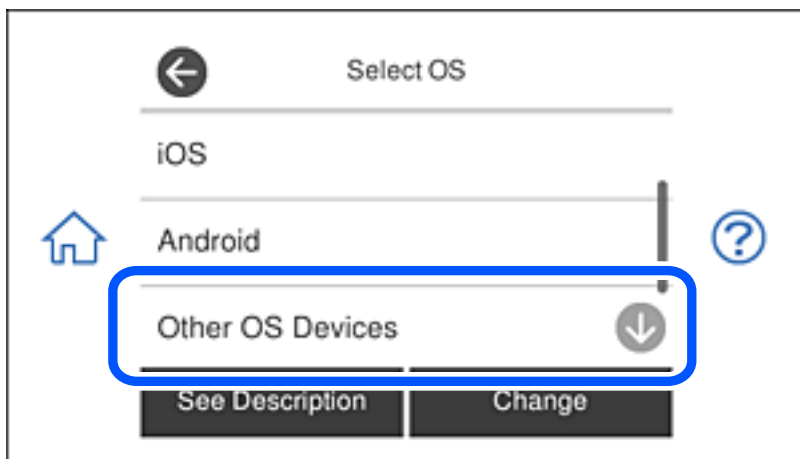 Select OS
iOS
Android
Other OS Devices
See Description Change